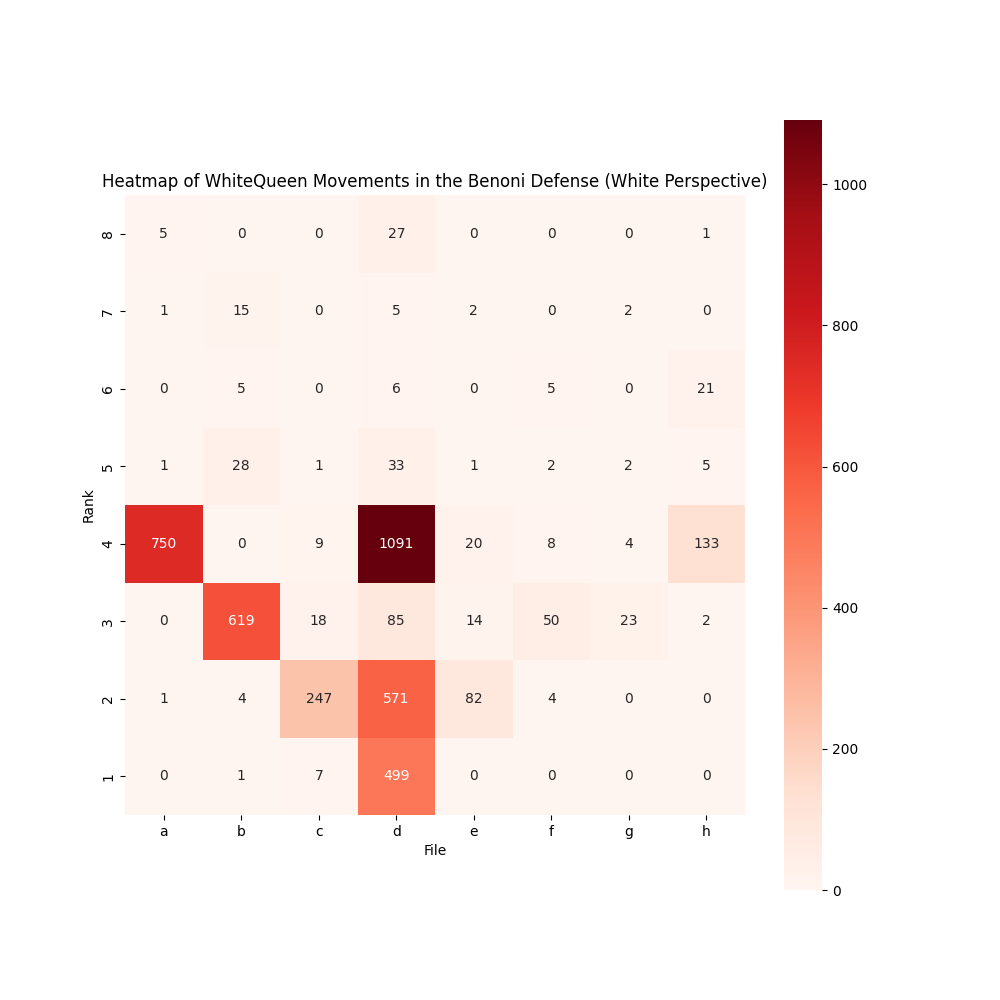 Heatmap of WhiteQueen Movements in the Benoni Defense (White Perspective)
8 5 0 0 27 0 0 0 1
7 1 15 0 5 2 0 2 0
6 0 5 0 6 0 5 0 21
5 1 28 1 33 1 2 2 5
4 750 0 9 1091 20 8 4 133
3 0 619 18 85 14 50 23 2
2 1 4 247 571 82 4 0 0
1 0 1 7 499 0 0 0 0
a b c d e f g h
File
Rank
1000
800
600
400
200
0